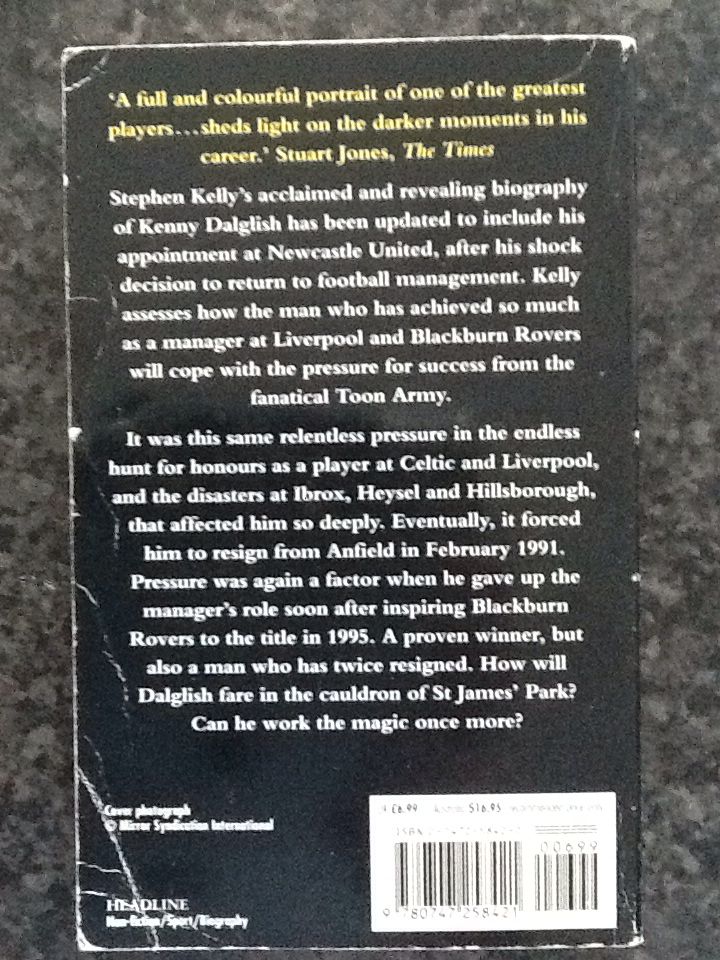 ‘A full and colourful portrait of one of the greatest
players...sheds light on the darker moments in his
career.’ Stuart Jones, The Times
Stephen Kelly’s acclaimed and revealing biography
of Kenny Dalglish has been updated to include his
appointment at Newcastle United, after his shock
decision to return to football management. Kelly
assesses how the man who has achieved so much
as a manager at Liverpool and Blackburn Rovers
will cope with the pressure for success from the
fanatical Toon Army.
It was this same relentless pressure in the endless
hunt for honours as a player at Celtic and Liverpool,
and the disasters at Ibrox, Heysel and Hillsborough,
that affected him so deeply. Eventually, it forced
him to resign from Anfield in February 1991.
Pressure was again a factor when he gave up the
manager’s role soon after inspiring Blackburn
Rovers to the title in 1995. A proven winner, but
also a man who has twice resigned. How will
Dalglish fare in the cauldron of St James’ Park?
Can he work the magic once more?
Cover photograph
© Mirror Syndication International
HEADLINE
Non-fiction/Sport/Biography
£6.99 $16.95
ISBN
00699
9 780747 258421